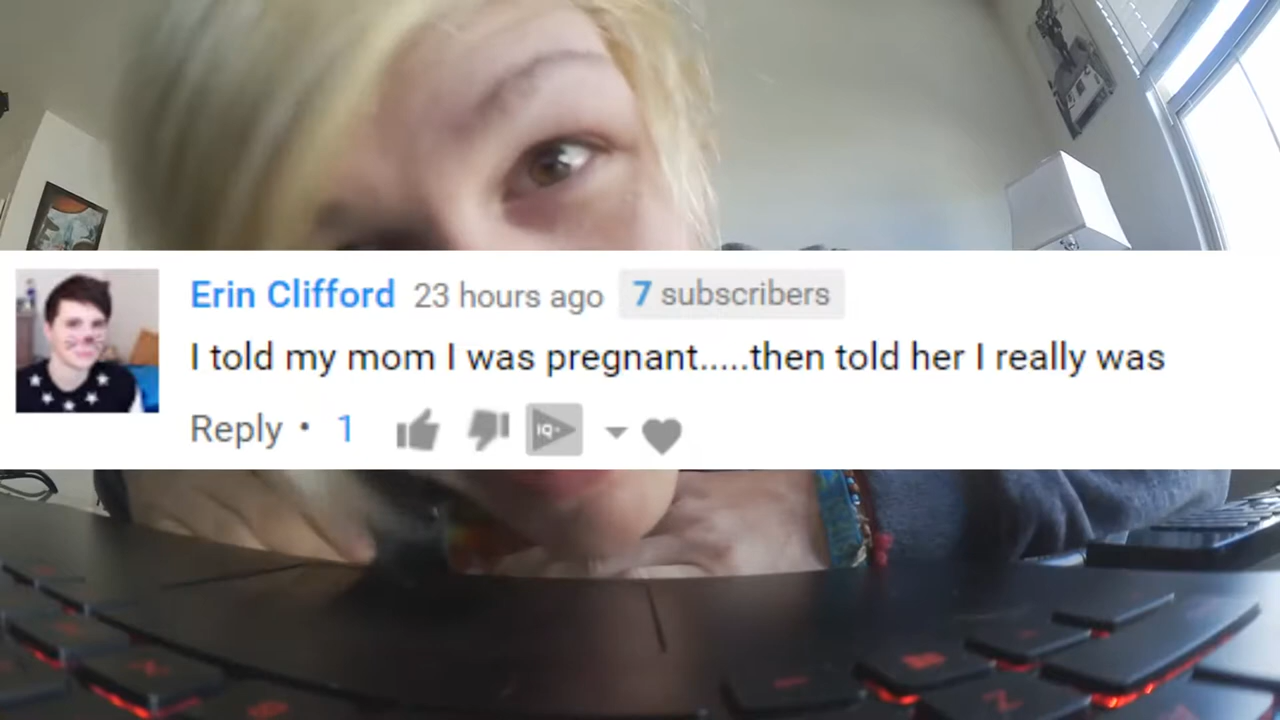 Erin Clifford 23 hours ago 7 subscribers
I told my mom I was pregnant.....then told her I really was
Reply • 1 IQ+